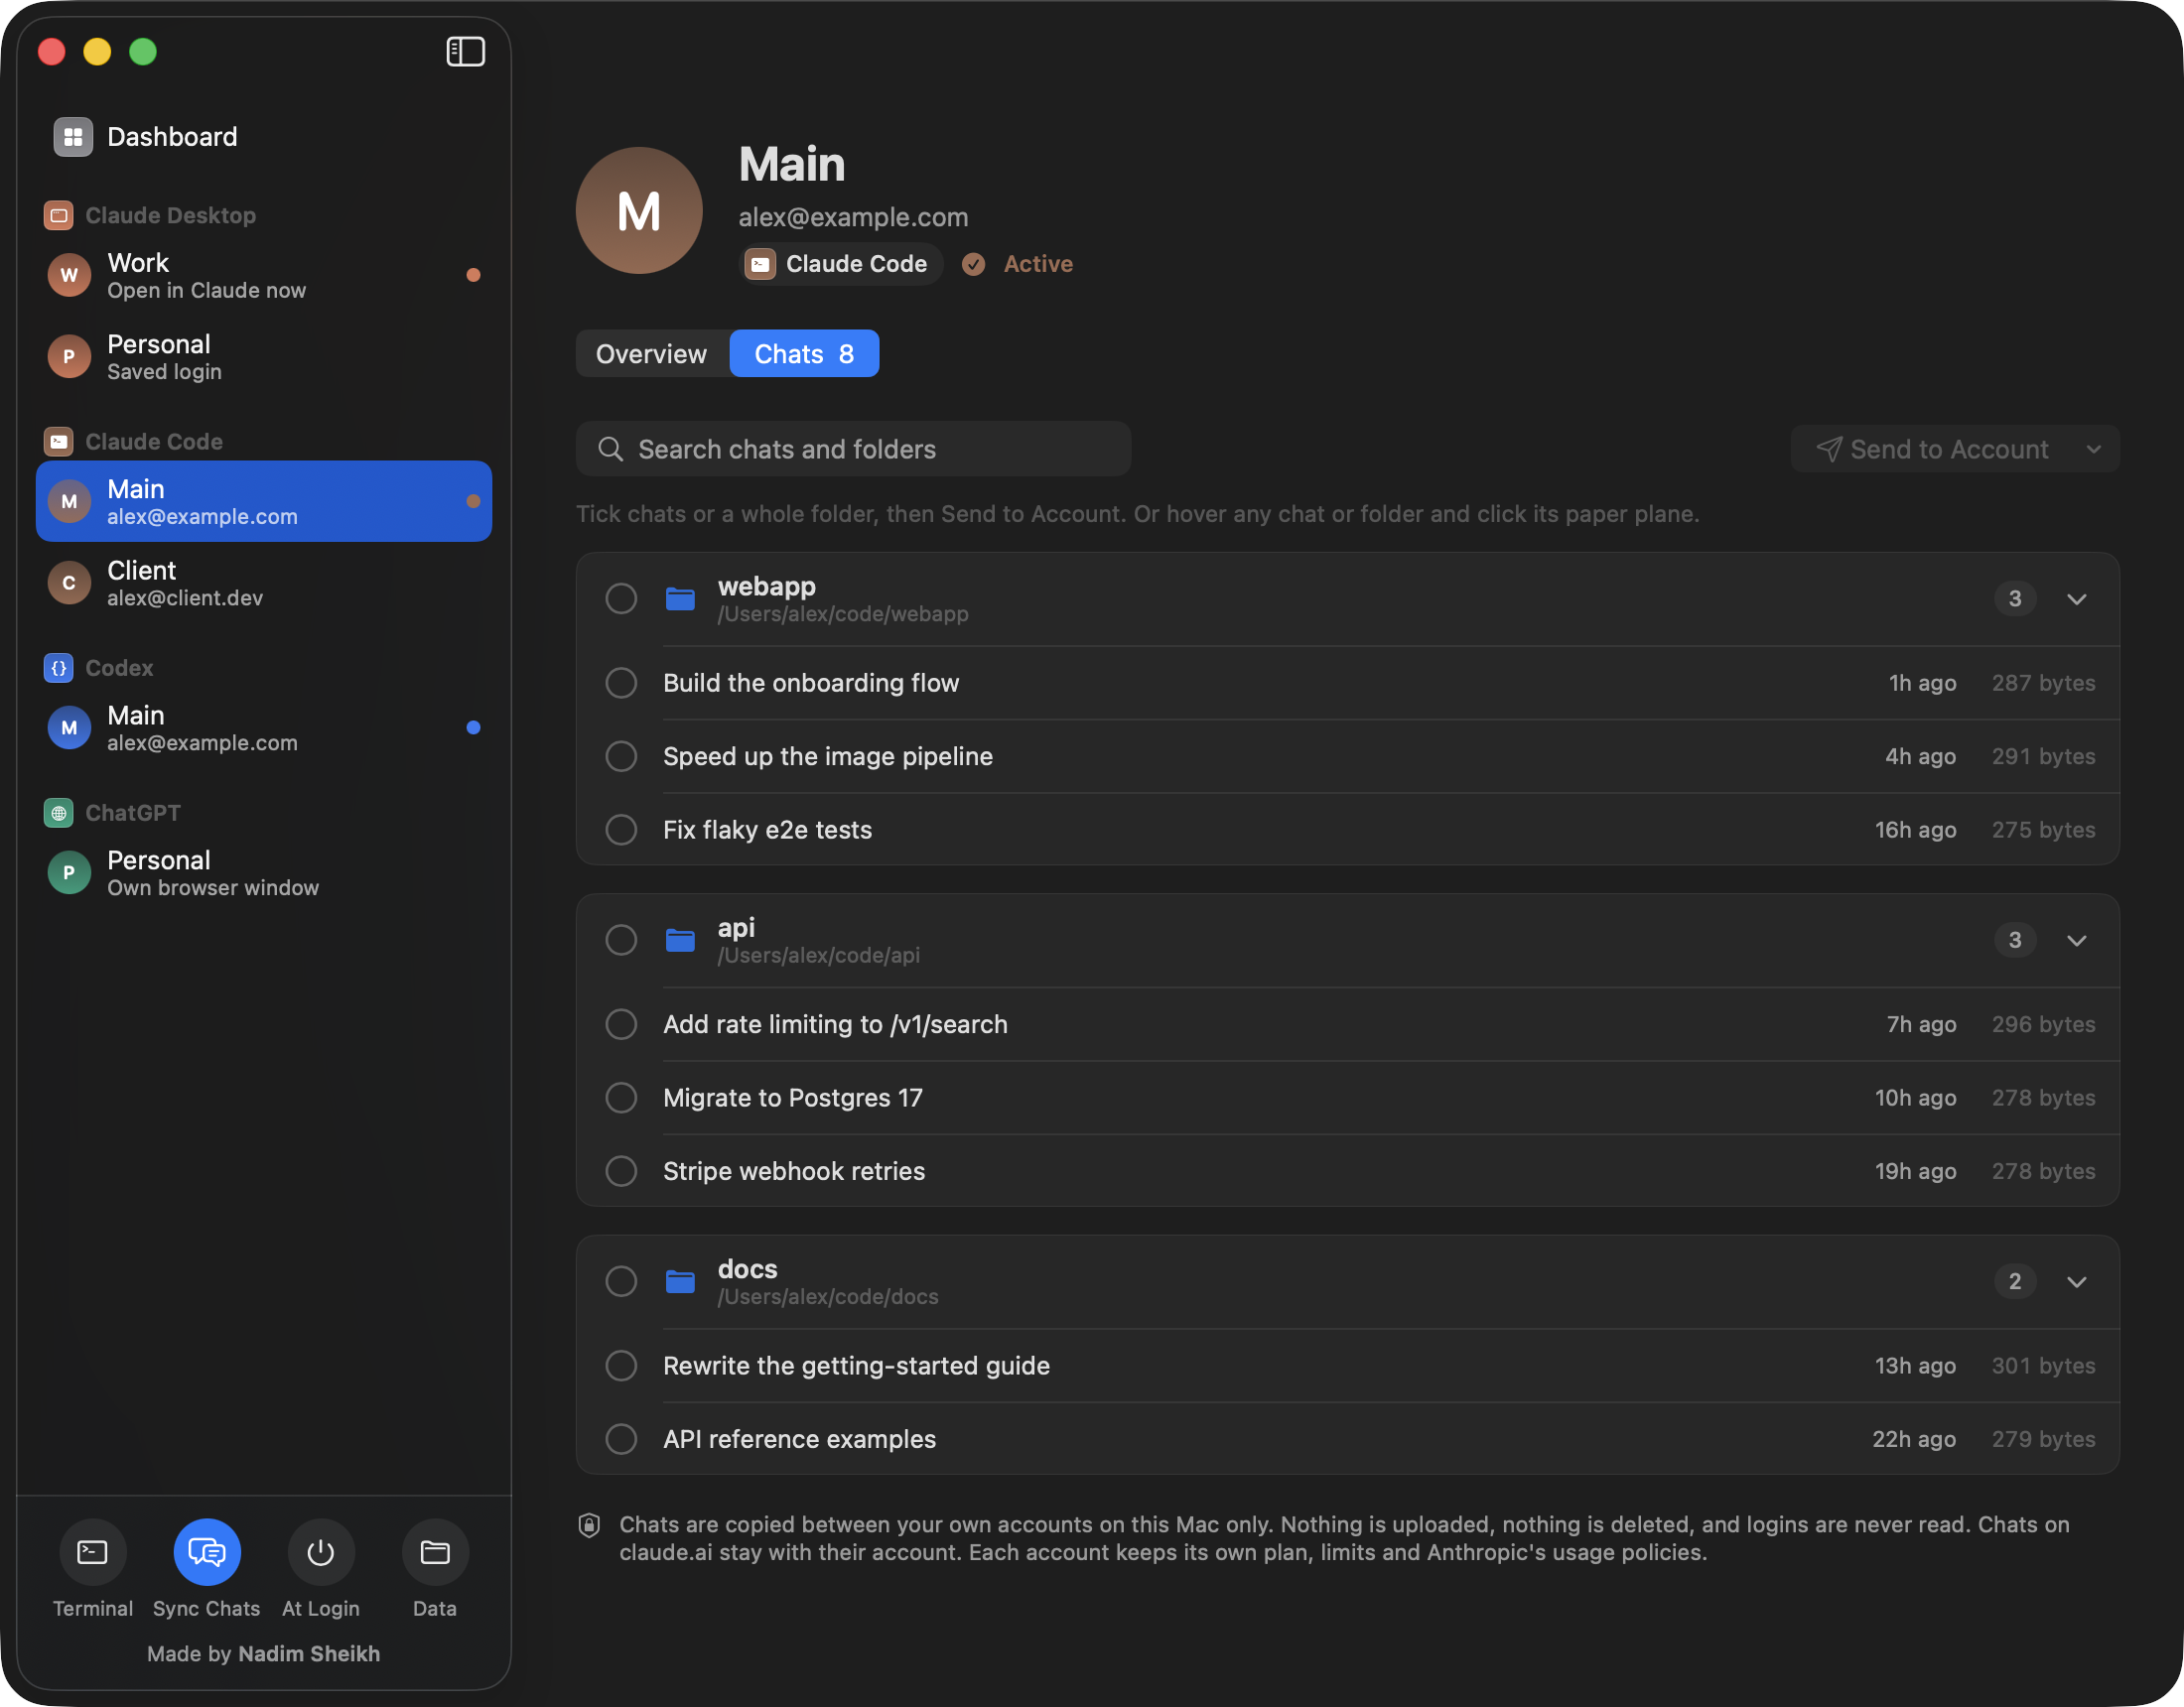 Dashboard
Claude Desktop
W
Work
Open in Claude now
P
Personal
Saved login
Claude Code
M
Main
alex@example.com
C
Client
alex@client.dev
{} Codex
M
Main
alex@example.com
ChatGPT
P
Personal
Own browser window
Terminal
Sync Chats
At Login
Data
Made by Nadim Sheikh
M
Main
alex@example.com
Claude Code
Active
Overview
Chats 8
Search chats and folders
Send to Account
Tick chats or a whole folder, then Send to Account. Or hover any chat or folder and click its paper plane.
webapp
/Users/alex/code/webapp
3
Build the onboarding flow 1h ago 287 bytes
Speed up the image pipeline 4h ago 291 bytes
Fix flaky e2e tests 16h ago 275 bytes
api
/Users/alex/code/api
3
Add rate limiting to /v1/search 7h ago 296 bytes
Migrate to Postgres 17 10h ago 278 bytes
Stripe webhook retries 19h ago 278 bytes
docs
/Users/alex/code/docs
2
Rewrite the getting-started guide 13h ago 301 bytes
API reference examples 22h ago 279 bytes
Chats are copied between your own accounts on this Mac only. Nothing is uploaded, nothing is deleted, and logins are never read. Chats on
claude.ai stay with their account. Each account keeps its own plan, limits and Anthropic's usage policies.